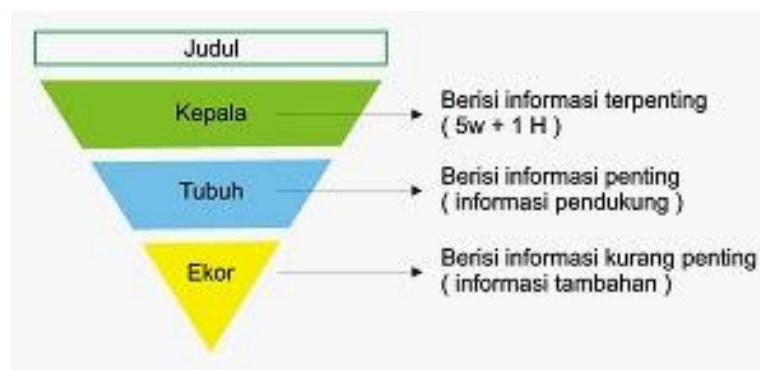 Judul
Kepala
Berisi informasi terpenting
( 5w + 1 H )
Tubuh
Berisi informasi penting
( informasi pendukung )
Ekor
Berisi informasi kurang penting
( informasi tambahan )